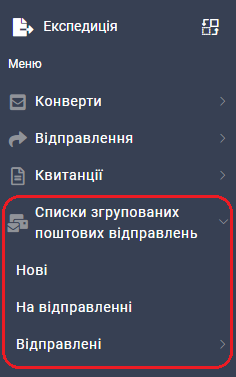 Експедиція
Меню
Конверти
Відправлення
Квитанції
Списки згрупованих
поштових відправлень
Нові
На відправленні
Відправлені